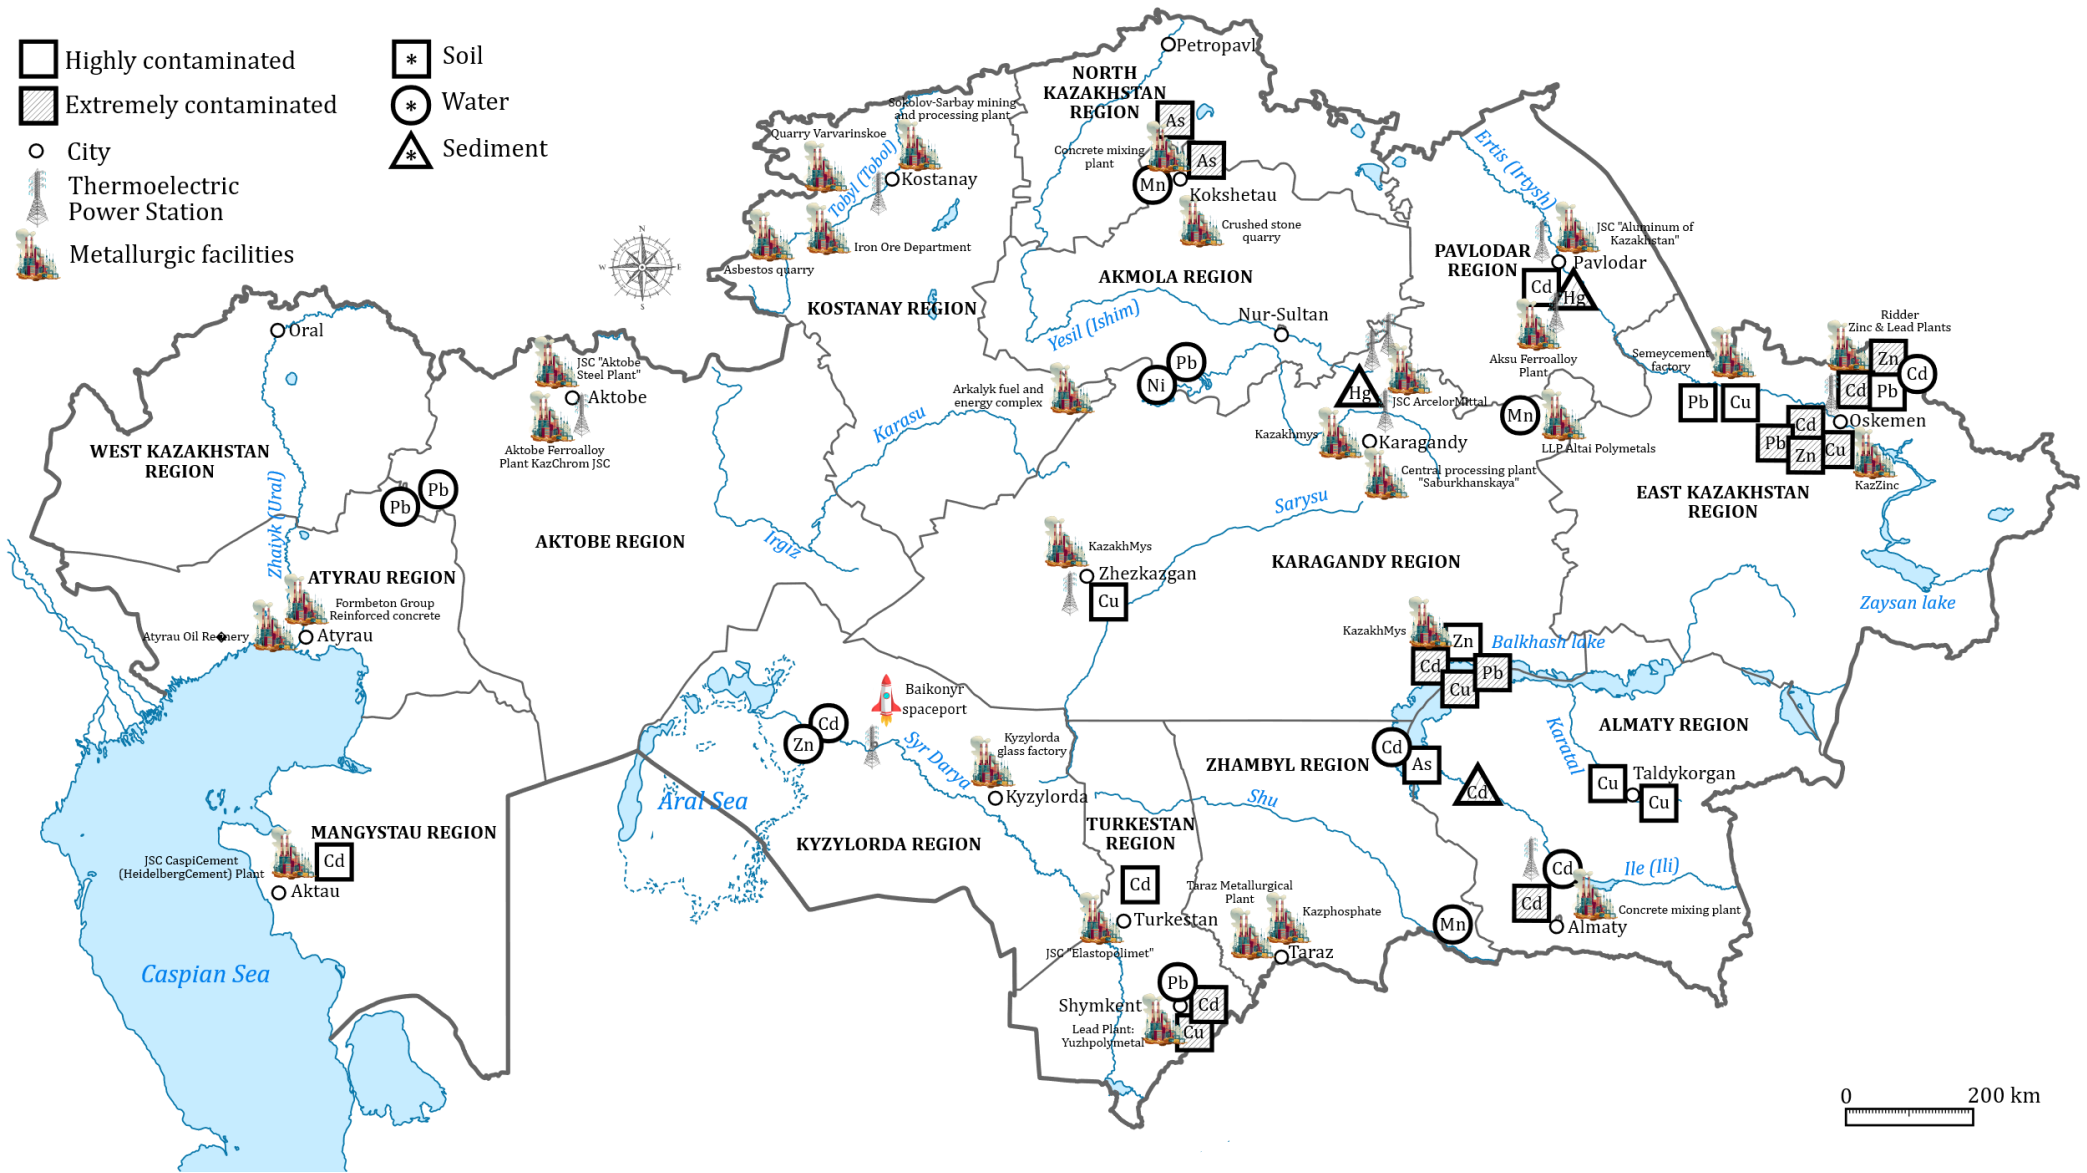 Highly contaminated
Extremely contaminated
City
Thermoelectric
Power Station
Metallurgic facilities
*
Soil
*
Water
*
Sediment
N
W
E
S
Petropavl
NORTH
KAZAKHSTAN
REGION
As
Concrete mixing
plant
As
Mn
Kokshetau
Crushed stone
quarry
Sokolov-Sarbay mining
and processing plant
Quarry Varvarinskoe
Tobyl (Tobol)
Kostanay
Iron Ore Department
Asbestos quarry
KOSTANAY REGION
AKMOLA REGION
Nur-Sultan
Yesil (Ishim)
Pb
Ni
Arkalyk fuel and
energy complex
Karasu
Irgiz
Ertis (Irtysh)
JSC "Aluminum of
Kazakhstan"
PAVLODAR
REGION
Pavlodar
Cd
Hg
Aksu Ferroalloy
Plant
Semeycement
factory
Ridder
Zinc & Lead Plants
Zn
Cd
Cd
Pb
Pb
Cu
Oskemen
Cd
Pb
Zn
Cu
KazZinc
EAST KAZAKHSTAN
REGION
Zaysan lake
Mn
LLP Altai Polymetals
Hg
JSC ArcelorMittal
Kazakhmys
Karagandy
Central processing plant
"Saburkhanskaya"
Sarysu
KARAGANDY REGION
KazakhMys
Zhezkazgan
Cu
KazakhMys
Zn
Cd
Cu
Pb
Balkhash lake
Oral
WEST KAZAKHSTAN
REGION
Zhaiyk (Ural)
JSC "Aktobe
Steel Plant"
Aktobe
Aktobe Ferroalloy
Plant KazChrom JSC
Pb
Pb
AKTOBE REGION
ATYRAU REGION
Formbeton Group
Reinforced concrete
Atyrau Oil Re�nery
Atyrau
MANGYSTAU REGION
JSC CaspiCement
(HeidelbergCement) Plant
Cd
Aktau
Caspian Sea
Aral Sea
Cd
Zn
Baikonyr
spaceport
Syr Darya
Kyzylorda
glass factory
Kyzylorda
KYZYLORDA REGION
TURKESTAN
REGION
Cd
Turkestan
JSC "Elastopolimet"
Pb
Shymkent
Cd
Cu
Lead Plant:
Yuzhpolymetal
ZHAMBYL REGION
Shu
Taraz Metallurgical
Plant
Kazphosphate
Taraz
Mn
Cd
As
Cd
ALMATY REGION
Karatal
Taldykorgan
Cu
Cu
Cd
Cd
Ile (Ili)
Concrete mixing plant
Almaty
0
200 km